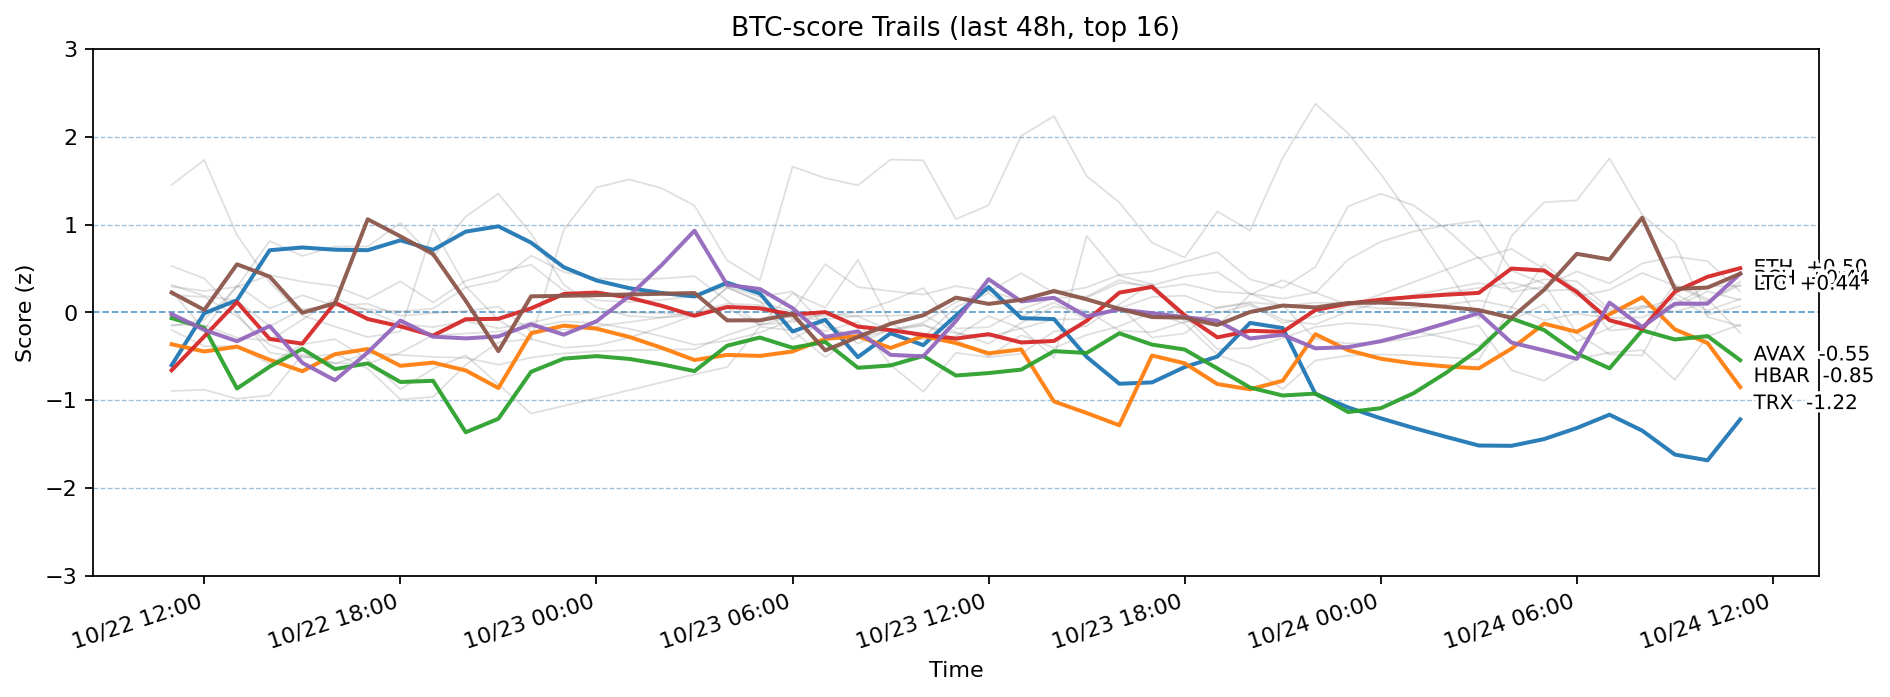 BTC-score Trails (last 48h, top 16)
Score (z)
3
2
1
0
−1
−2
−3
ETH +0.50
LTC +0.44
AVAX -0.55
HBAR -0.85
TRX -1.22
10/22 12:00
10/22 18:00
10/23 00:00
10/23 06:00
10/23 12:00
10/23 18:00
10/24 00:00
10/24 06:00
10/24 12:00
Time